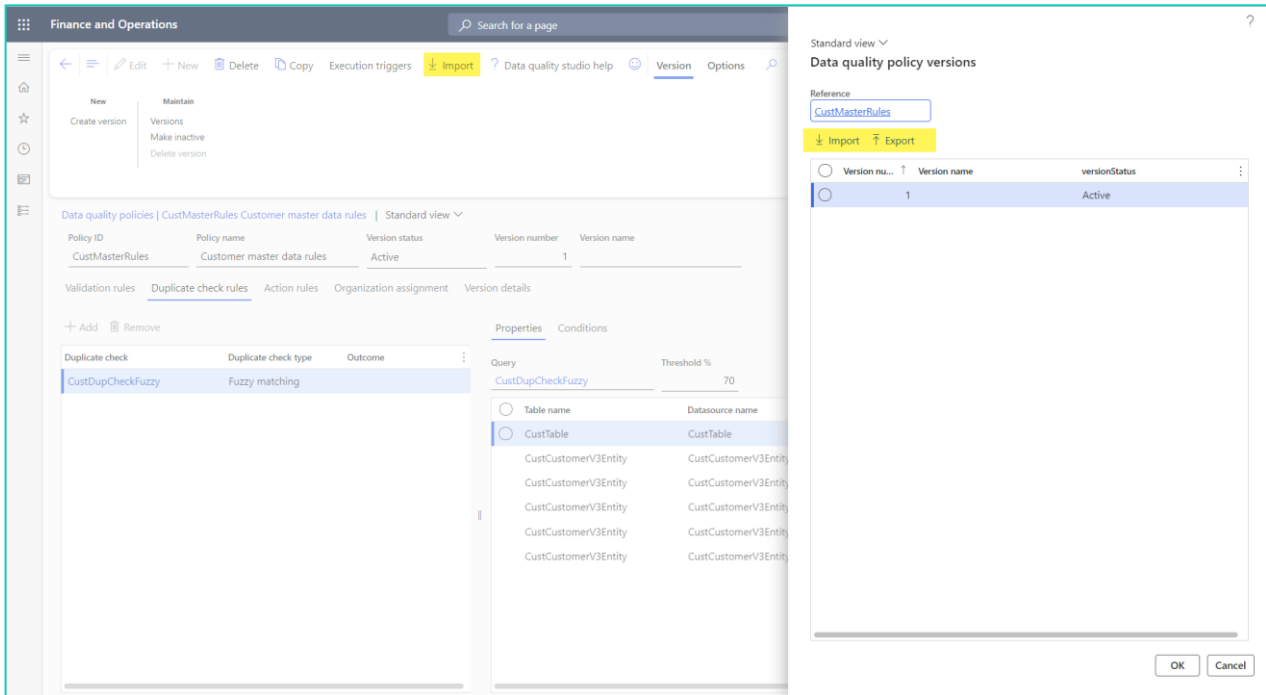 Finance and Operations
Search for a page
Edit New Delete Copy Execution triggers Import Data quality studio help Version Options
New Maintain
Create version Versions
Make inactive
Delete version
Data quality policies | CustMasterRules Customer master data rules | Standard view
Policy ID Policy name Version status Version number Version name
CustMasterRules Customer master data rules Active 1
Validation rules Duplicate check rules Action rules Organization assignment Version details
Add Remove
Duplicate check Duplicate check type Outcome
CustDupCheckFuzzy Fuzzy matching
Properties Conditions
Query Threshold %
CustDupCheckFuzzy 70
Table name Datasource name
CustTable CustTable
CustCustomerV3Entity CustCustomerV3Entity
CustCustomerV3Entity CustCustomerV3Entity
CustCustomerV3Entity CustCustomerV3Entity
CustCustomerV3Entity CustCustomerV3Entity
CustCustomerV3Entity CustCustomerV3Entity
?
Standard view
Data quality policy versions
Reference
CustMasterRules
Import Export
Version nu... Version name versionStatus
1 Active
OK Cancel